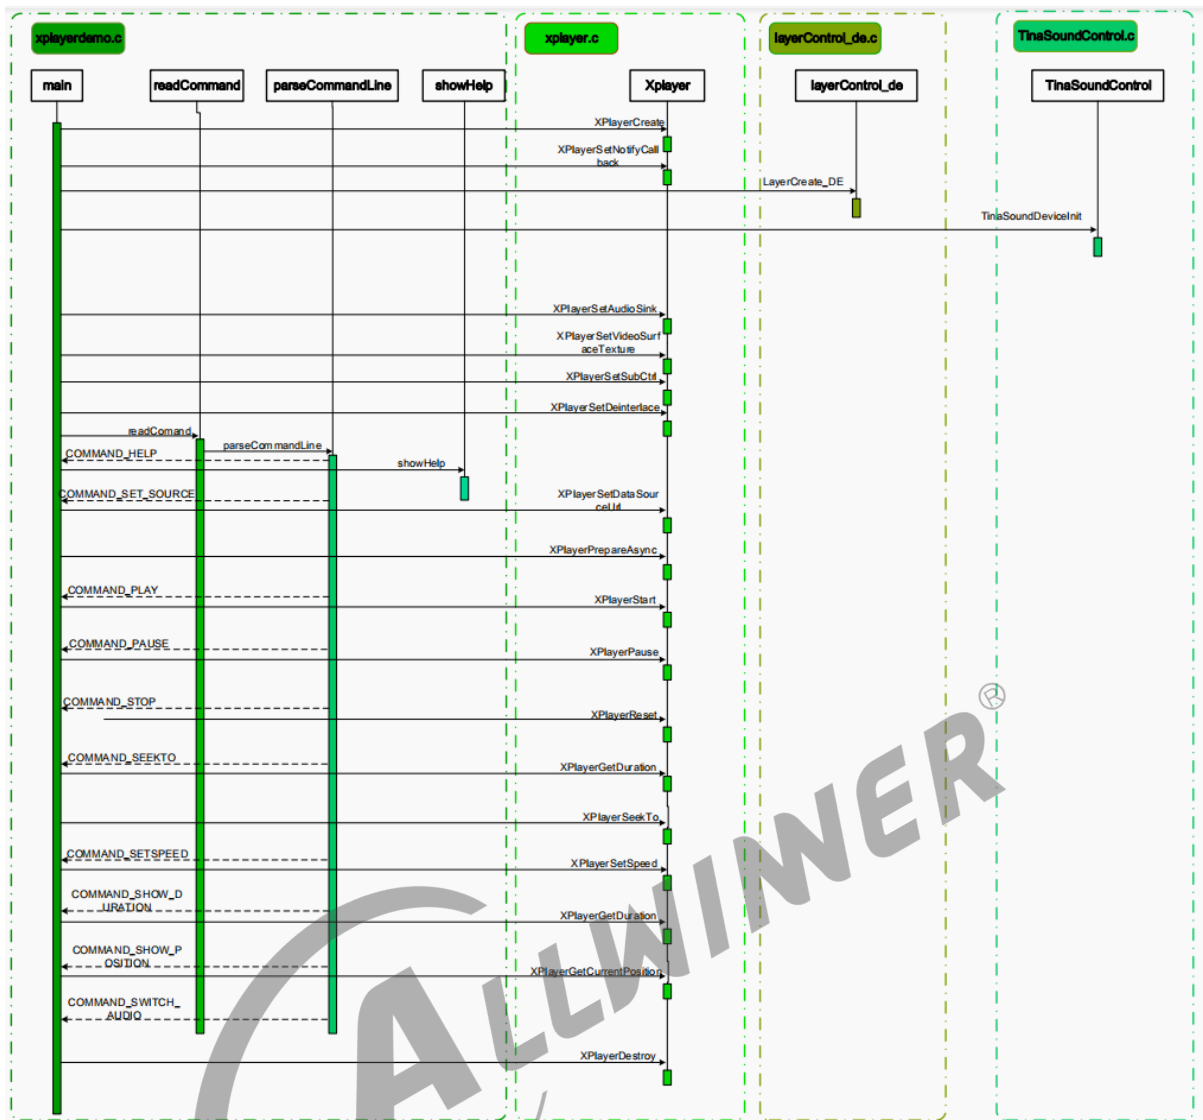 xplayerdemo.c
xplayer.c
layerControl_de.c
TinaSoundControl.c
main
readCommand
parseCommandLine
showHelp
Xplayer
layerControl_de
TinaSoundControl
XPlayerCreate
XPlayerSetNotifyCall
back
LayerCreate_DE
TinaSoundDeviceInit
XPlayerSetAudioSink
XPlayerSetVideoSurf
aceTexture
XPlayerSetSubCtrl
XPlayerSetDeinterlace
readComand
parseCommandLine
COMMAND_HELP
showHelp
COMMAND_SET_SOURCE
XPlayerSetDataSour
ceUrl
XPlayerPrepareAsync
COMMAND_PLAY
XPlayerStart
COMMAND_PAUSE
XPlayerPause
COMMAND_STOP
XPlayerReset
COMMAND_SEEKTO
XPlayerGetDuration
XPlayerSeekTo
COMMAND_SETSPEED
XPlayerSetSpeed
COMMAND_SHOW_D
URATION
XPlayerGetDuration
COMMAND_SHOW_P
OSITION
XPlayerGetCurrentPosition
COMMAND_SWITCH_
AUDIO
XPlayerDestroy
ALLWINNER®